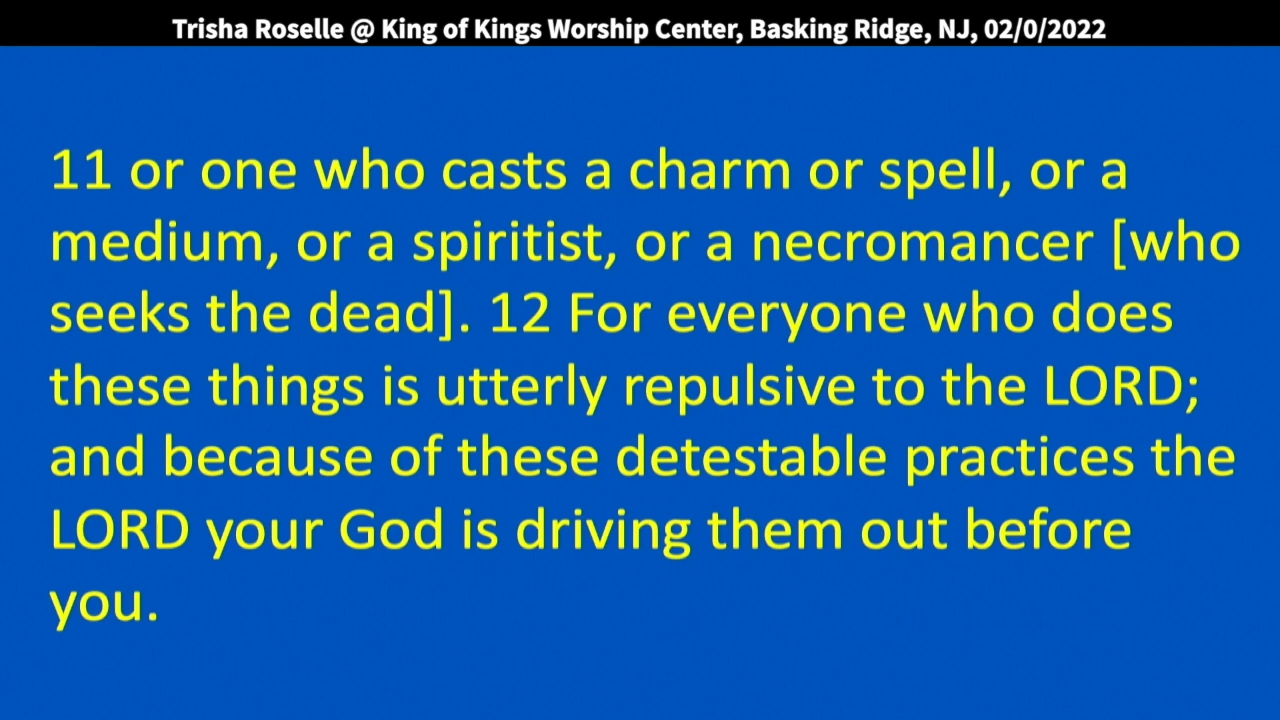 Trisha Roselle @ King of Kings Worship Center, Basking Ridge, NJ, 02/0/2022
11 or one who casts a charm or spell, or a
medium, or a spiritist, or a necromancer [who
seeks the dead]. 12 For everyone who does
these things is utterly repulsive to the LORD;
and because of these detestable practices the
LORD your God is driving them out before
you.